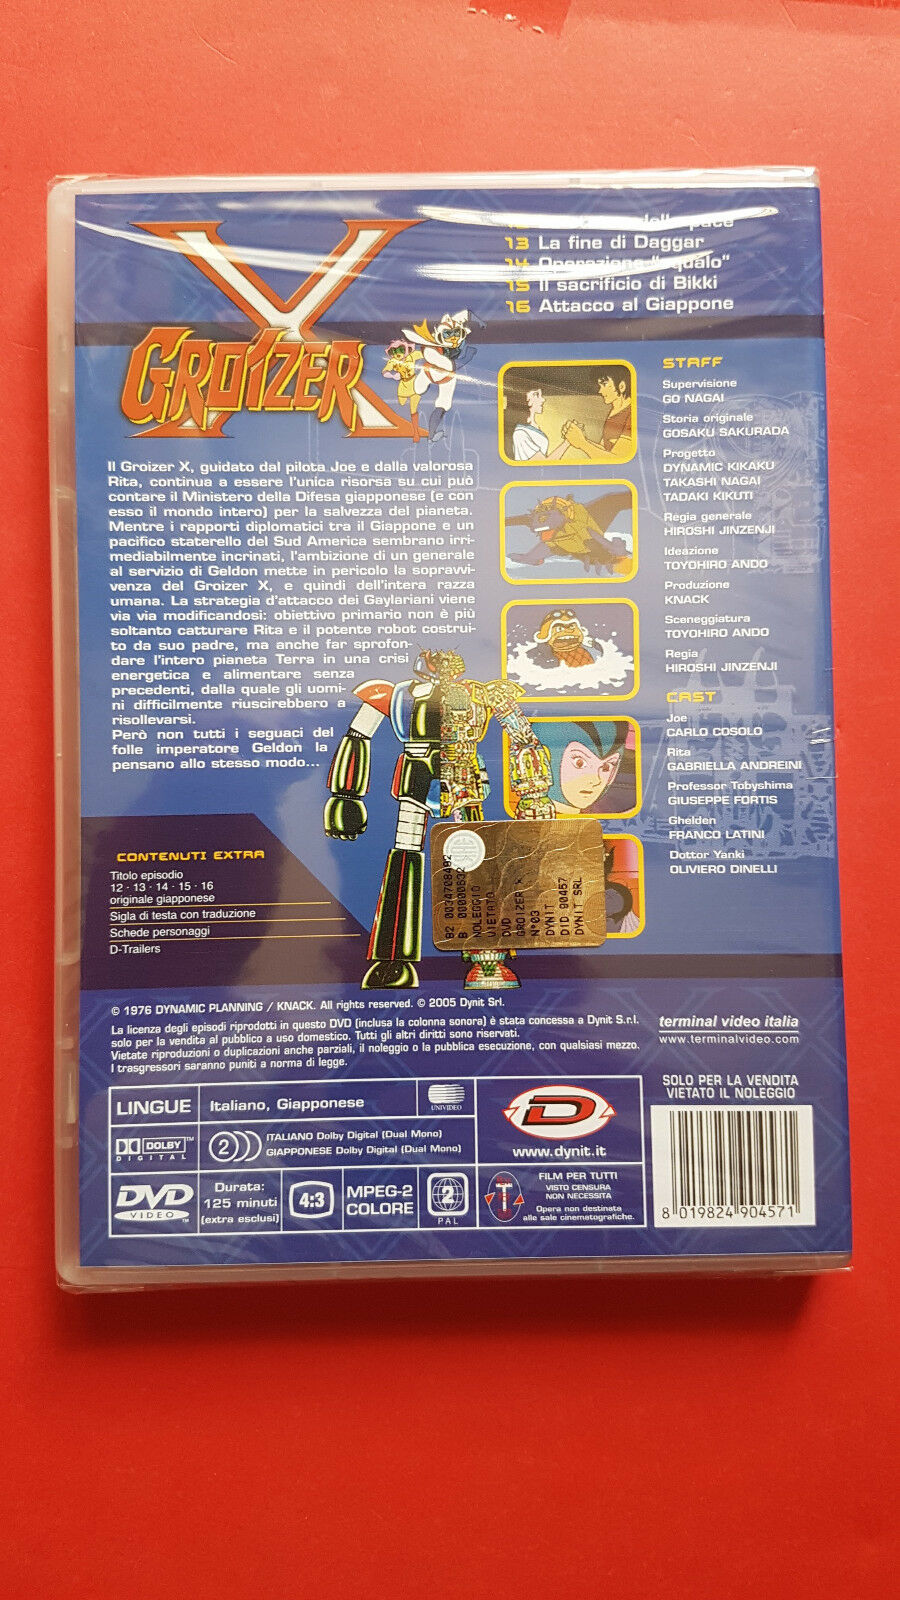 pace
13 La fine di Daggar
14 Operazione "squalo"
15 Il sacrificio di Bikki
16 Attacco al Giappone
X
GROIZER
Il Groizer X, guidato dal pilota Joe e dalla valorosa
Rita, continua a essere l'unica risorsa su cui può
contare il Ministero della Difesa giapponese (e con
esso il mondo intero) per la salvezza del pianeta.
Mentre i rapporti diplomatici tra il Giappone e un
pacifico staterello del Sud America sembrano irri-
mediabilmente incrinati, l'ambizione di un generale
al servizio di Geldon mette in pericolo la soprav-
venza del Groizer X, e quindi dell'intera razza
umana. La strategia d'attacco dei Gaylariani viene
via via modificandosi: obiettivo primario non è più
soltanto catturare Rita e il potente robot costrui-
to da suo padre, ma anche far sprofon-
dare l'intero pianeta Terra in una crisi
energetica e alimentare senza
precedenti, dalla quale gli uomi-
ni difficilmente riuscirebbero a
risollevarsi.
Però non tutti i seguaci del
folle imperatore Geldon la
pensano allo stesso modo...
STAFF
Supervisione
GO NAGAI
Storia originale
GOSAKU SAKURADA
Progetto
DYNAMIC KIKAKU
TAKASHI NAGAI
TADAKI KIKUTI
Regia generale
HIROSHI JINZENJI
Ideazione
TOYOHIRO ANDO
Produzione
KNACK
Sceneggiatura
TOYOHIRO ANDO
Regia
HIROSHI JINZENJI
CAST
Joe
CARLO COSOLO
Rita
GABRIELLA ANDREINI
Professor Tobyshima
GIUSEPPE FORTIS
Ghelden
FRANCO LATINI
Dottor Yanki
OLIVIERO DINELLI
CONTENUTI EXTRA
Titolo episodio
12 · 13 · 14 · 15 · 16
originale giapponese
Sigla di testa con traduzione
Schede personaggi
D-Trailers
NOLEGGIO
VIETATO
DVD
GROIZER X
N°03
DYNIT
DID 90457
DYNIT SRL
© 1976 DYNAMIC PLANNING / KNACK. All rights reserved. © 2005 Dynit Srl.
La licenza degli episodi riprodotti in questo DVD (inclusa la colonna sonora) è stata concessa a Dynit S.r.l.
solo per la vendita al pubblico a uso domestico. Tutti gli altri diritti sono riservati.
Vietate riproduzioni o duplicazioni anche parziali, il noleggio o la pubblica esecuzione, con qualsiasi mezzo.
I trasgressori saranno puniti a norma di legge.
terminal video italia
www.terminalvideo.com
SOLO PER LA VENDITA
VIETATO IL NOLEGGIO
LINGUE
Italiano, Giapponese
UNIVIDEO
DOLBY
DIGITAL
2
ITALIANO Dolby Digital (Dual Mono)
GIAPPONESE Dolby Digital (Dual Mono)
DVD
VIDEO
Durata:
125 minuti
(extra esclusi)
4:3
MPEG-2
COLORE
2
PAL
D
www.dynit.it
T
FILM PER TUTTI
VISTO CENSURA
NON NECESSITA
Opera non destinata
alle sale cinematografiche.
8 019824 904571